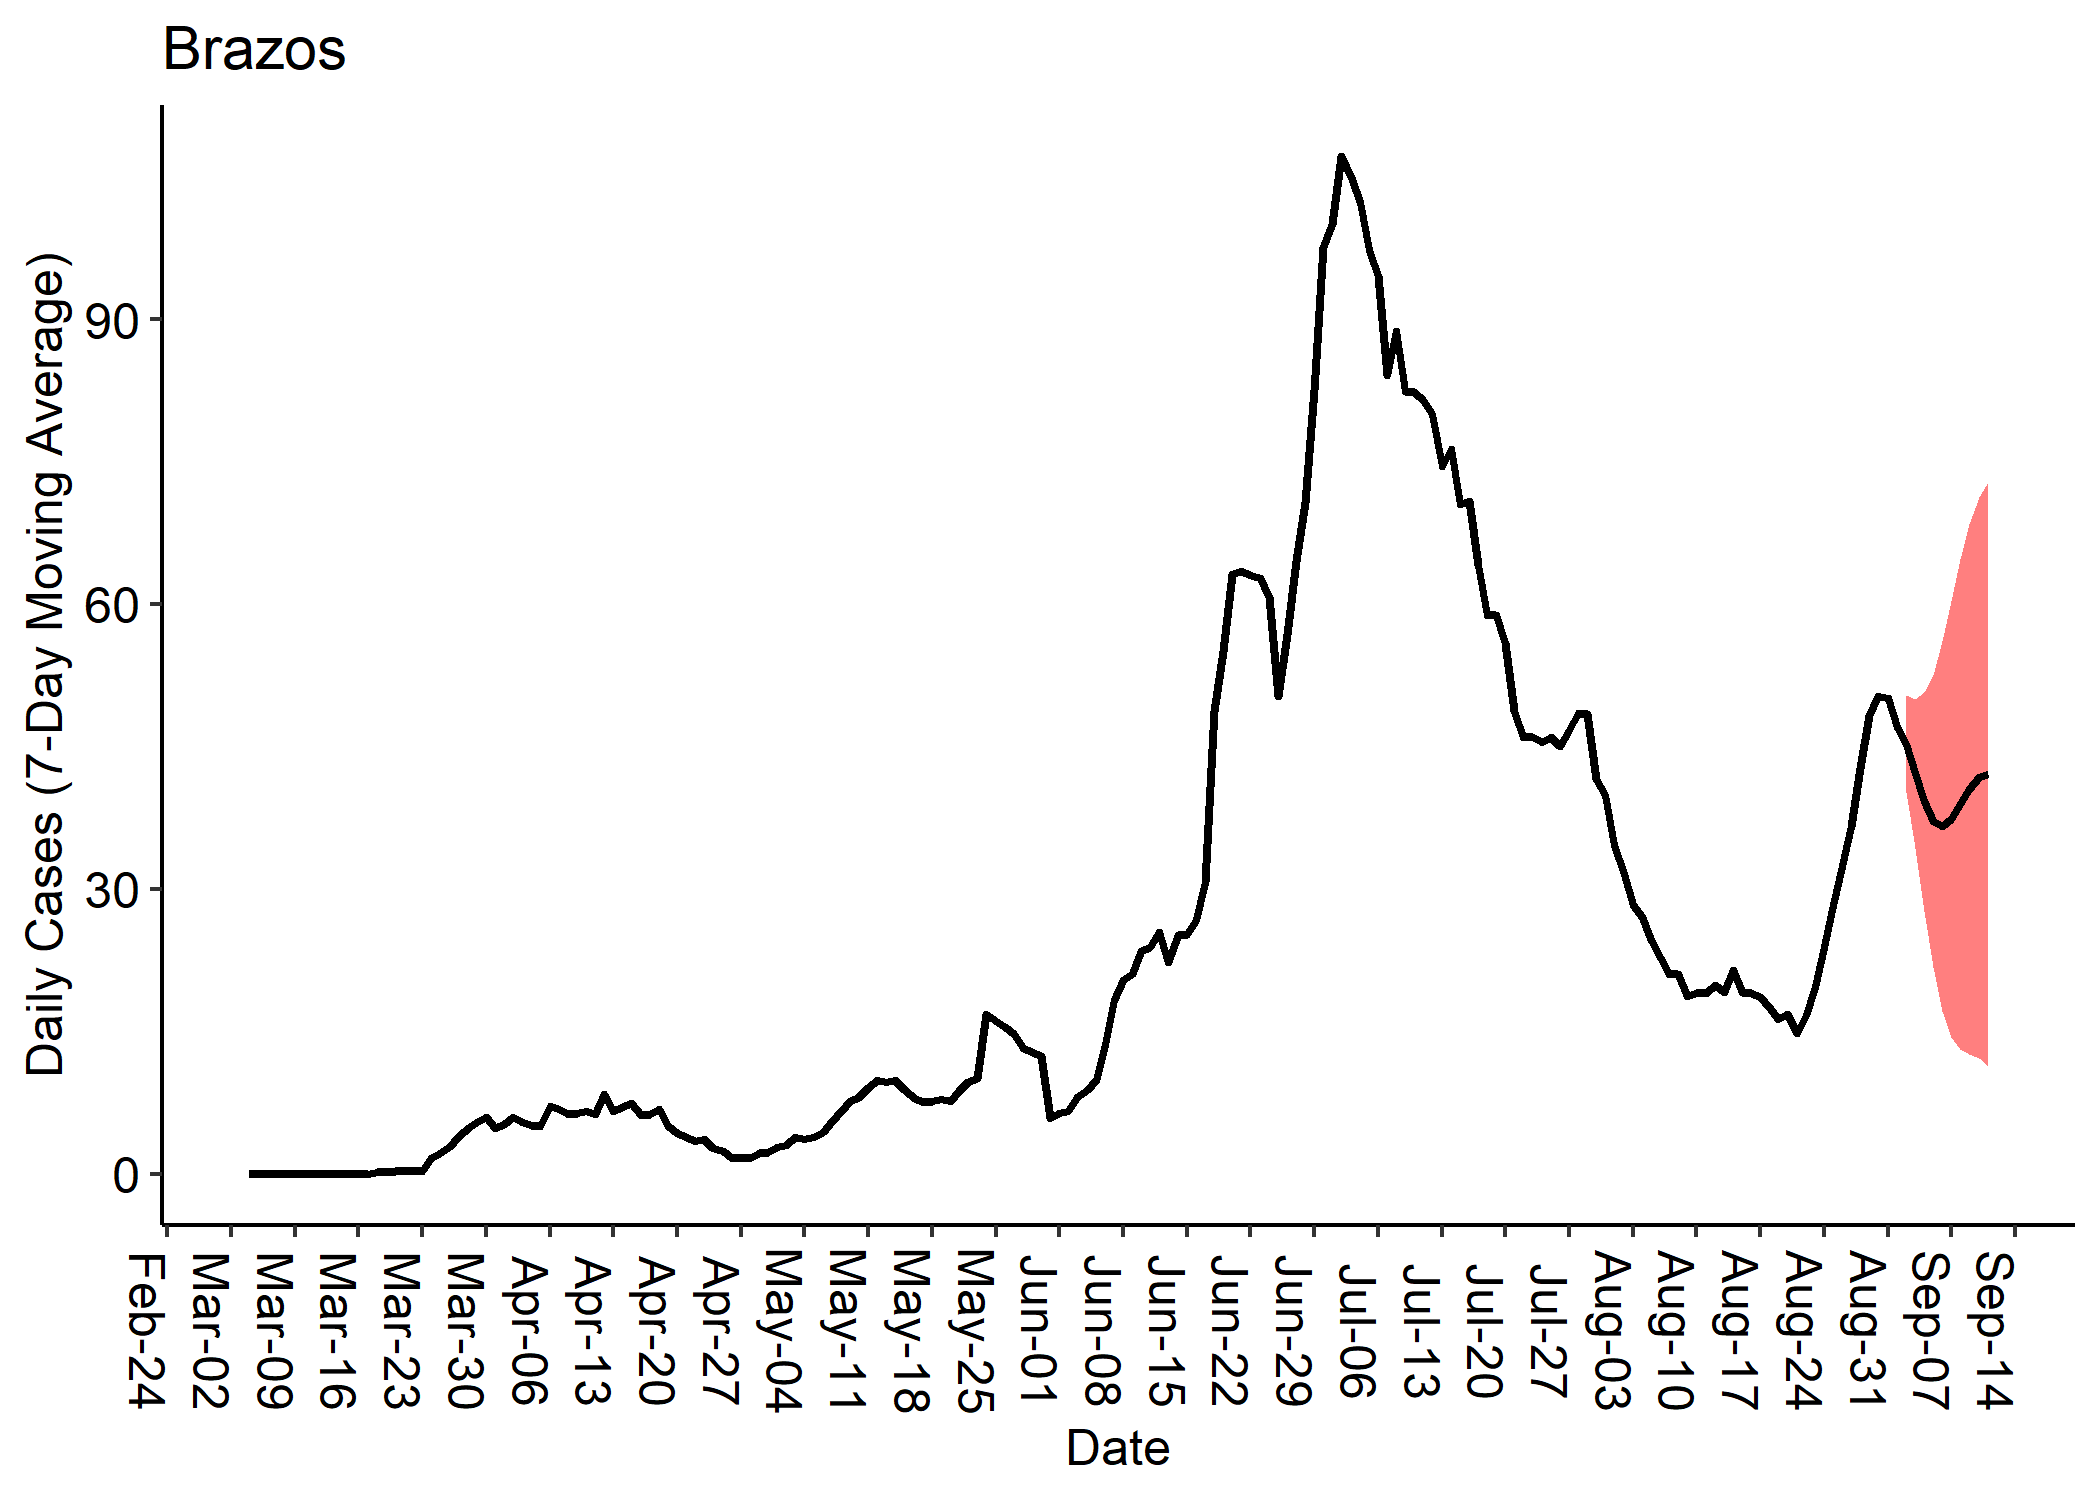 Brazos
Daily Cases (7-Day Moving Average)
90
60
30
0
Feb-24
Mar-02
Mar-09
Mar-16
Mar-23
Mar-30
Apr-06
Apr-13
Apr-20
Apr-27
May-04
May-11
May-18
May-25
Jun-01
Jun-08
Jun-15
Jun-22
Jun-29
Jul-06
Jul-13
Jul-20
Jul-27
Aug-03
Aug-10
Aug-17
Aug-24
Aug-31
Sep-07
Sep-14
Date